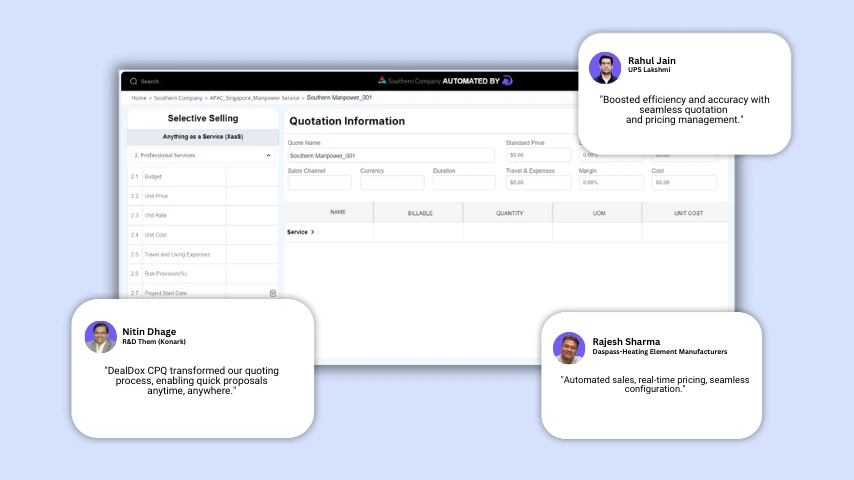 Search..
Southern Company AUTOMATED BY
Home > Southern Company > APAC_Singapore_Manpower Service > Southern Manpower_001
Selective Selling
Anything as a Service (XaaS)
2. Professional Services
2.1 Budget
2.2 Unit Price
2.3 Unit Rate
2.4 Unit Cost
2.5 Travel and Living Expenses
2.6 Risk Provision(%)
2.7 Project Start Date
Quotation Information
Quote Name
Southern Manpower_001
Standard Price
$0.00
0.00%
$0.00
Sales Channel Currency Duration Travel & Expenses Margin Cost
$0.00 0.00% $0.00
NAME BILLABLE QUANTITY UOM UNIT COST
Service >
Rahul Jain
UPS Lakshmi
"Boosted efficiency and accuracy with
seamless quotation
and pricing management."
Nitin Dhage
R&D Them (Konark)
"DealDox CPQ transformed our quoting
process, enabling quick proposals
anytime, anywhere."
Rajesh Sharma
Daspass-Heating Element Manufacturers
"Automated sales, real-time pricing, seamless
configuration."